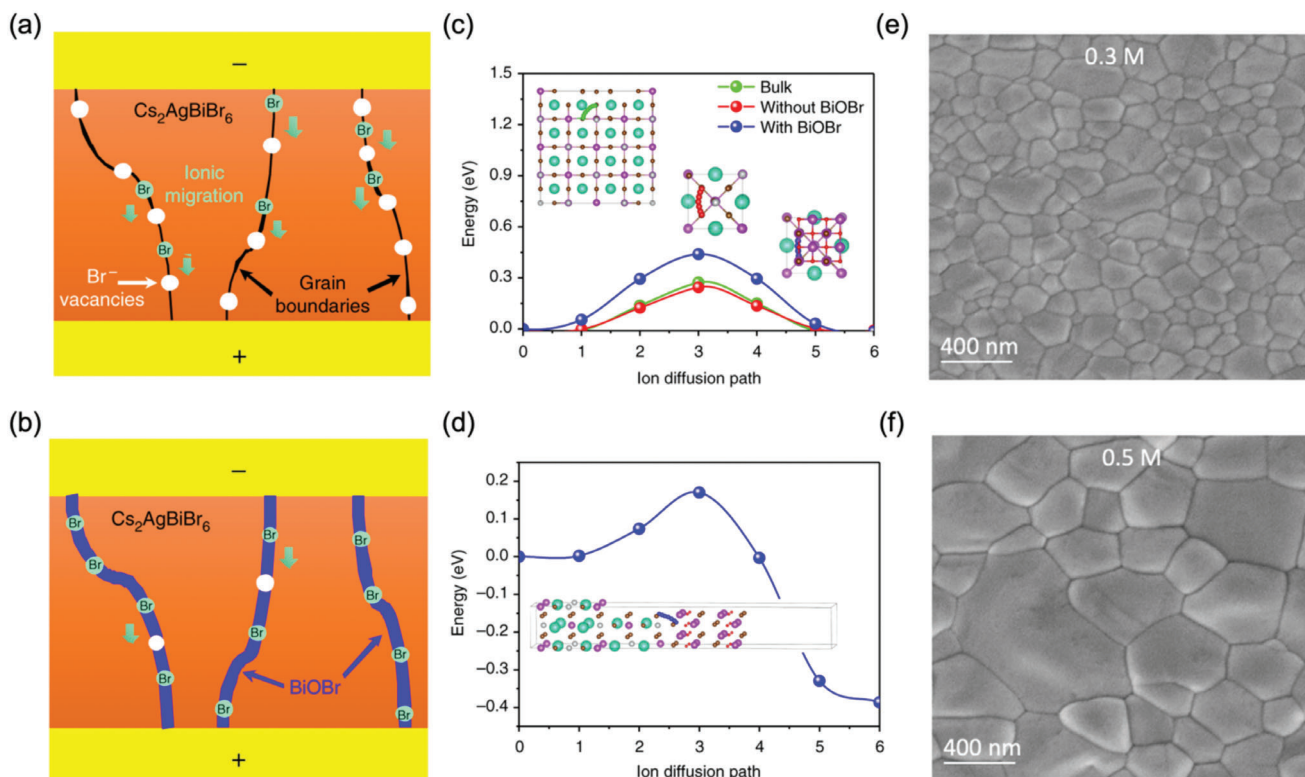 (a)
−
Cs₂AgBiBr₆
Br
Br
Ionic
migration
Br
Br
Br
Br
Br
Br⁻
vacancies
Grain
boundaries
+
(b)
−
Cs₂AgBiBr₆
Br
Br
Br
Br
Br
Br
Br
Br
Br
Br
BiOBr
+
(c)
Energy (eV)
1.5
1.2
0.9
0.6
0.3
0.0
Bulk
Without BiOBr
With BiOBr
0 1 2 3 4 5 6
Ion diffusion path
(d)
Energy (eV)
0.2
0.1
0.0
−0.1
−0.2
−0.3
−0.4
0 1 2 3 4 5 6
Ion diffusion path
(e)
0.3 M
400 nm
(f)
0.5 M
400 nm